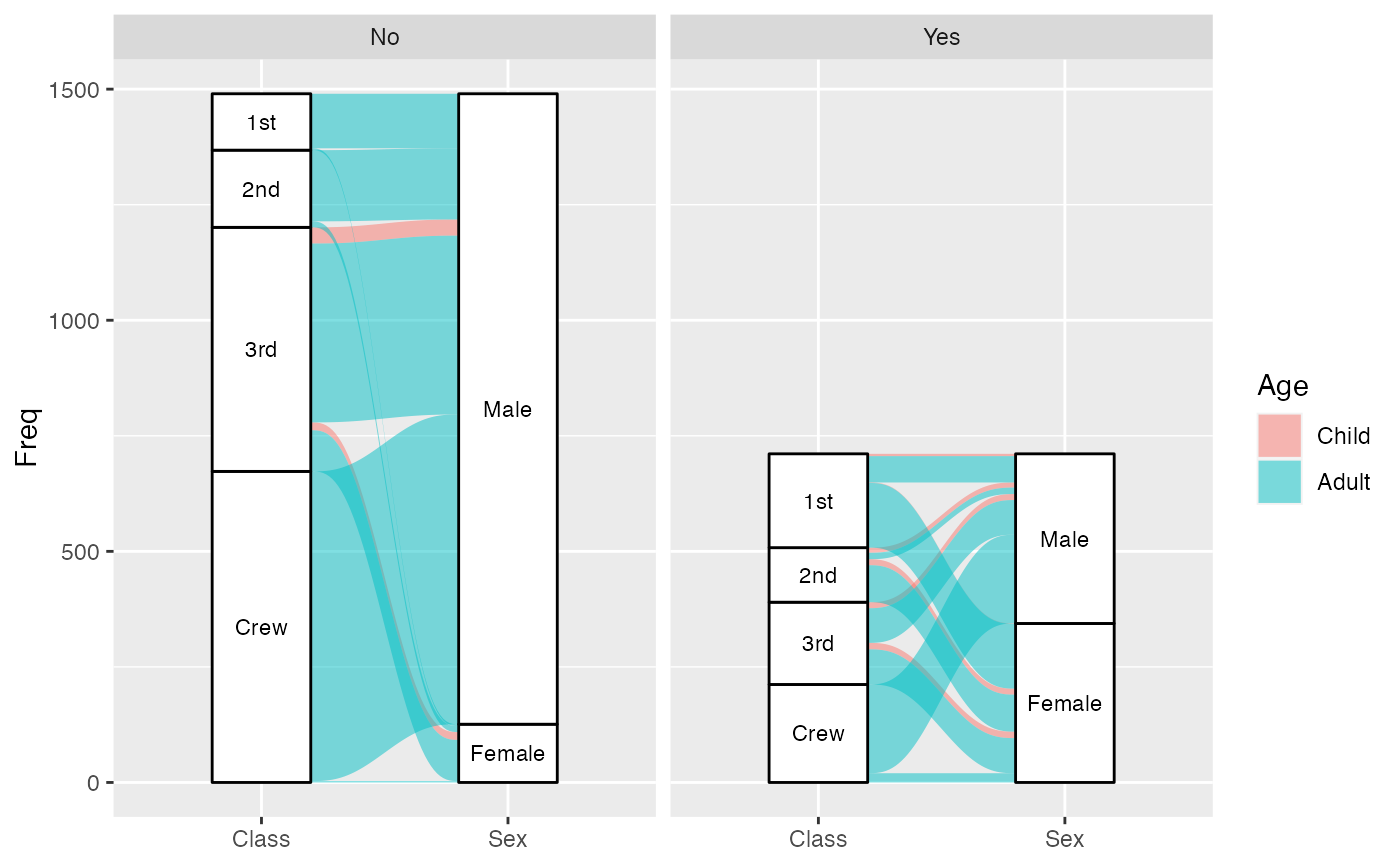 No
Yes
1500
1000
500
0
Freq
1st
2nd
3rd
Crew
Male
Female
1st
2nd
3rd
Crew
Male
Female
Class
Sex
Class
Sex
Age
Child
Adult